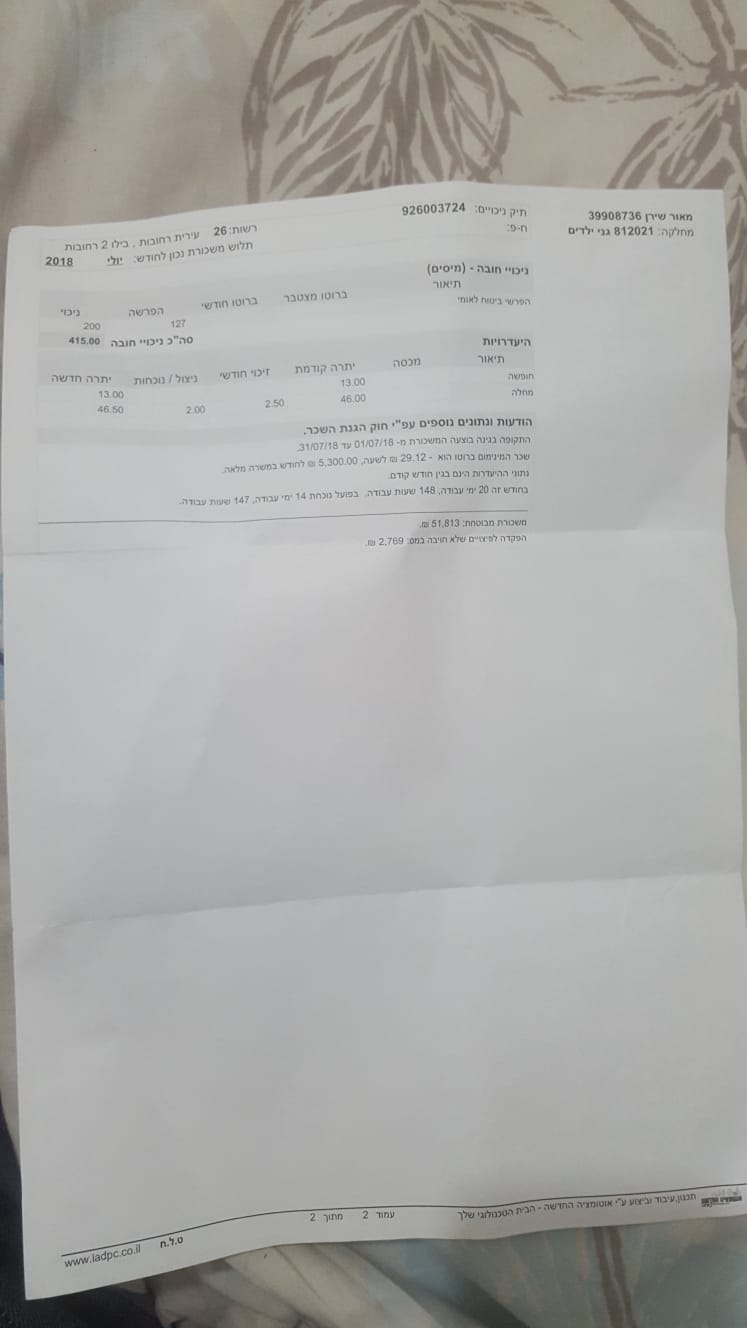 מאור שירן 39908736
מחלקה: 812021 גני ילדים
תיק ניכויים: 926003724
ח-פ:
רשות: 26 עירית רחובות , בילו 2 רחובות
תלוש משכורת נכון לחודש: יולי 2018
ניכויי חובה - (מיסים)
תיאור ברוטו מצטבר ברוטו חודשי הפרשה ניכוי
הפרשי ביטוח לאומי 127 200
סה"כ ניכויי חובה 415.00
היעדרויות
תיאור מכסה יתרה קודמת זיכוי חודשי ניצול / נוכחות יתרה חדשה
חופשה 13.00 13.00
מחלה 46.00 2.50 2.00 46.50
הודעות ונתונים נוספים עפ"י חוק הגנת השכר.
התקופה בגינה בוצעה המשכורת מ- 01/07/18 עד 31/07/18.
שכר המינימום ברוטו הוא - 29.12 ₪ לשעה, 5,300.00 ₪ לחודש במשרה מלאה.
נתוני ההיעדרות הינם בגין חודש קודם.
בחודש זה 20 ימי עבודה, 148 שעות עבודה. בפועל נוכחת 14 ימי עבודה, 147 שעות עבודה.
משכורת מבוטחת: 51,813 ₪.
הפקדה לפיצויים שלא חויבה במס: 2,769 ₪.
תכנון,עיבוד וביצוע ע"י אוטומציה החדשה - הבית הטכנולוגי שלך
עמוד 2 מתוך 2
ט.ל.ח
www.ladpc.co.il